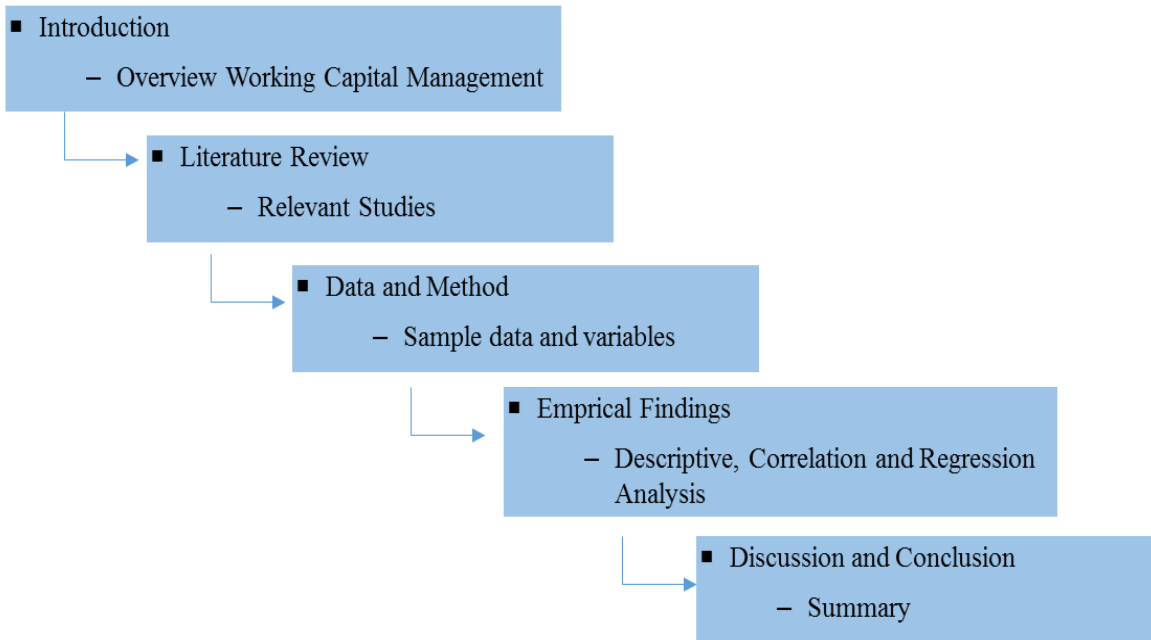 ▪ Introduction
– Overview Working Capital Management
▪ Literature Review
– Relevant Studies
▪ Data and Method
– Sample data and variables
▪ Emprical Findings
– Descriptive, Correlation and Regression
Analysis
▪ Discussion and Conclusion
– Summary